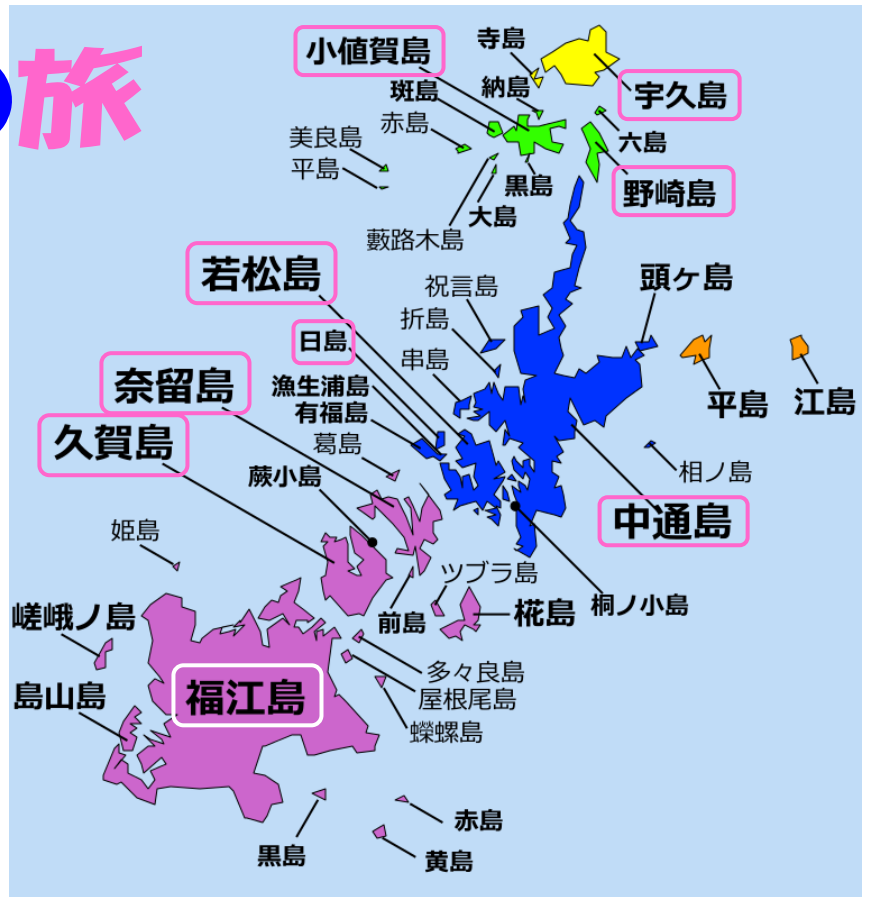 旅
小値賀島
寺島
宇久島
納島
斑島
赤島
美良島
平島
六島
黒島
大島
野崎島
藪路木島
若松島
祝言島
頭ヶ島
折島
日島
串島
奈留島
漁生浦島
有福島
平島
江島
久賀島
葛島
蕨小島
相ノ島
中通島
姫島
ツブラ島
前島
椛島
桐ノ小島
嵯峨ノ島
多々良島
屋根尾島
福江島
島山島
蠑螺島
赤島
黒島
黄島